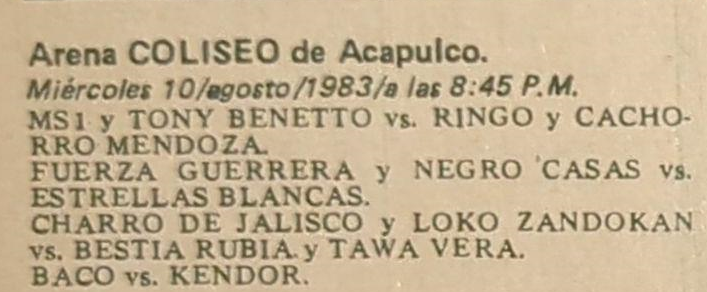 Arena COLISEO de Acapulco.
Miércoles 10/agosto/1983/a las 8:45 P.M.
MS1 y TONY BENETTO vs. RINGO y CACHO-
RRO MENDOZA.
FUERZA GUERRERA y NEGRO CASAS vs.
ESTRELLAS BLANCAS.
CHARRO DE JALISCO y LOKO ZANDOKAN
vs. BESTIA RUBIA y TAWA VERA.
BACO vs. KENDOR.